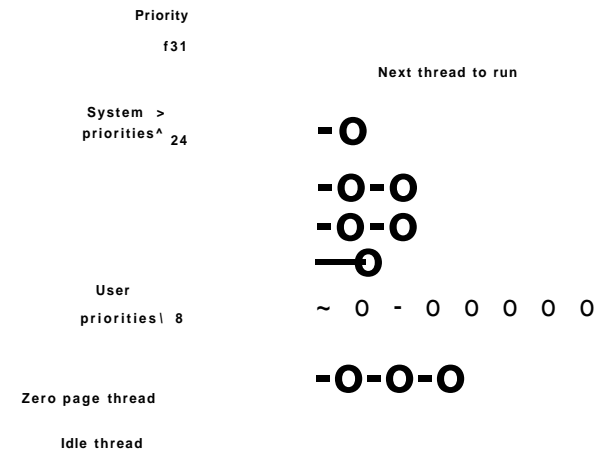 Priority
f31
Next thread to run
System >
priorities^ 24
-O
-O-O
-O-O
—O
User
priorities\ 8
~ O - O O O O O
-O-O-O
Zero page thread
Idle thread